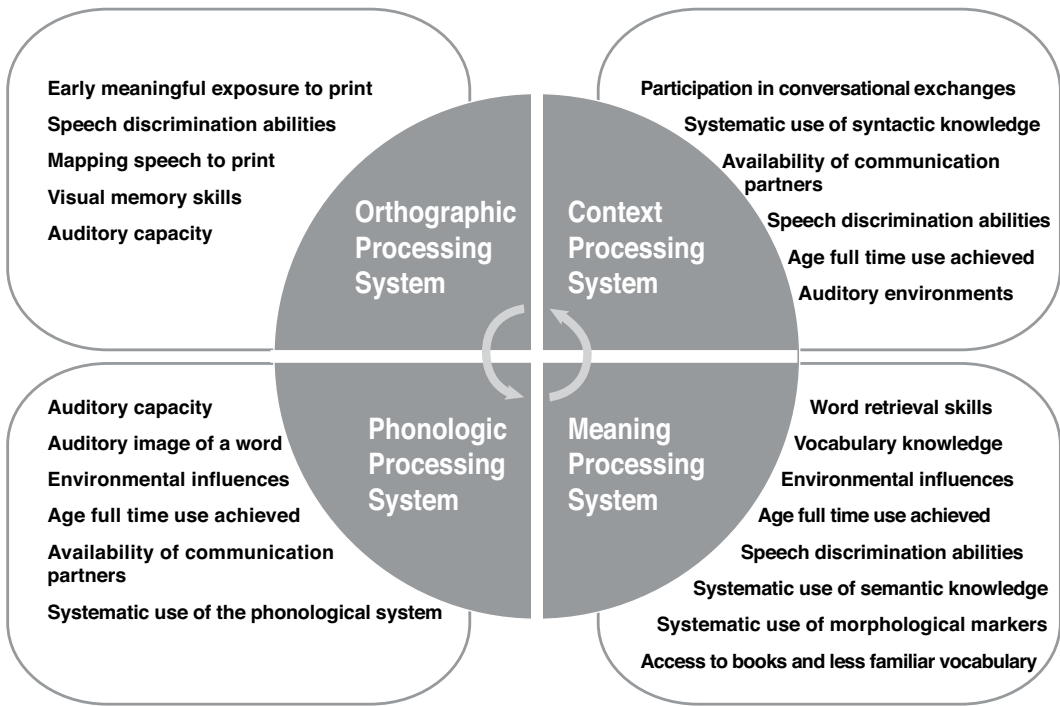 Early meaningful exposure to print
Speech discrimination abilities
Mapping speech to print
Visual memory skills
Auditory capacity
Orthographic
Processing
System
Participation in conversational exchanges
Systematic use of syntactic knowledge
Availability of communication
partners
Speech discrimination abilities
Age full time use achieved
Auditory environments
Context
Processing
System
Auditory capacity
Auditory image of a word
Environmental influences
Age full time use achieved
Availability of communication
partners
Systematic use of the phonological system
Phonologic
Processing
System
Meaning
Processing
System
Word retrieval skills
Vocabulary knowledge
Environmental influences
Age full time use achieved
Speech discrimination abilities
Systematic use of semantic knowledge
Systematic use of morphological markers
Access to books and less familiar vocabulary